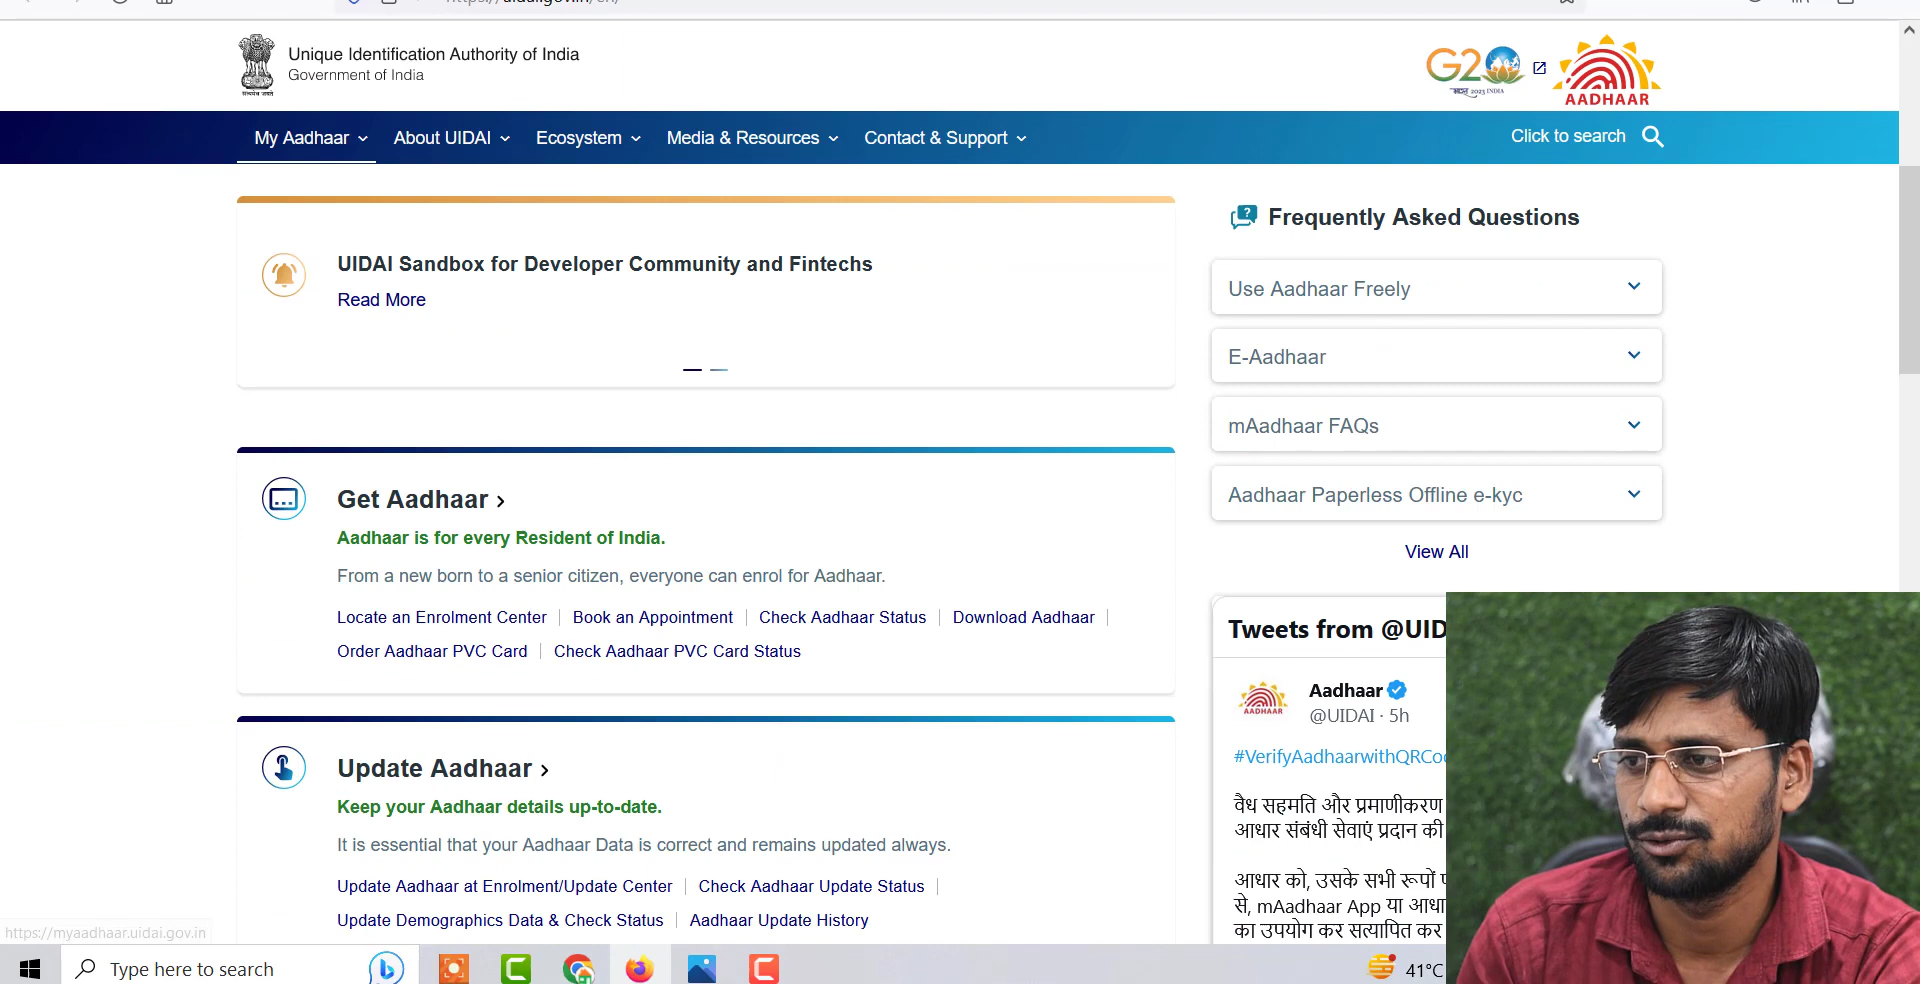 Unique Identification Authority of India
Government of India
सत्यमेव जयते
G20
भारत 2023 INDIA
AADHAAR
My Aadhaar
About UIDAI
Ecosystem
Media & Resources
Contact & Support
Click to search
UIDAI Sandbox for Developer Community and Fintechs
Read More
Get Aadhaar
Aadhaar is for every Resident of India.
From a new born to a senior citizen, everyone can enrol for Aadhaar.
Locate an Enrolment Center | Book an Appointment | Check Aadhaar Status | Download Aadhaar |
Order Aadhaar PVC Card | Check Aadhaar PVC Card Status
Update Aadhaar
Keep your Aadhaar details up-to-date.
It is essential that your Aadhaar Data is correct and remains updated always.
Update Aadhaar at Enrolment/Update Center | Check Aadhaar Update Status |
Update Demographics Data & Check Status | Aadhaar Update History
Frequently Asked Questions
Use Aadhaar Freely
E-Aadhaar
mAadhaar FAQs
Aadhaar Paperless Offline e-kyc
View All
Tweets from @UID
AADHAAR
Aadhaar
@UIDAI · 5h
#VerifyAadhaarwithQRCo
वैध सहमति और प्रमाणीकरण
आधार संबंधी सेवाएं प्रदान की
आधार को, उसके सभी रूपों
से, mAadhaar App या आधा
का उपयोग कर सत्यापित कर
https://myaadhaar.uidai.gov.in
Type here to search
41°C